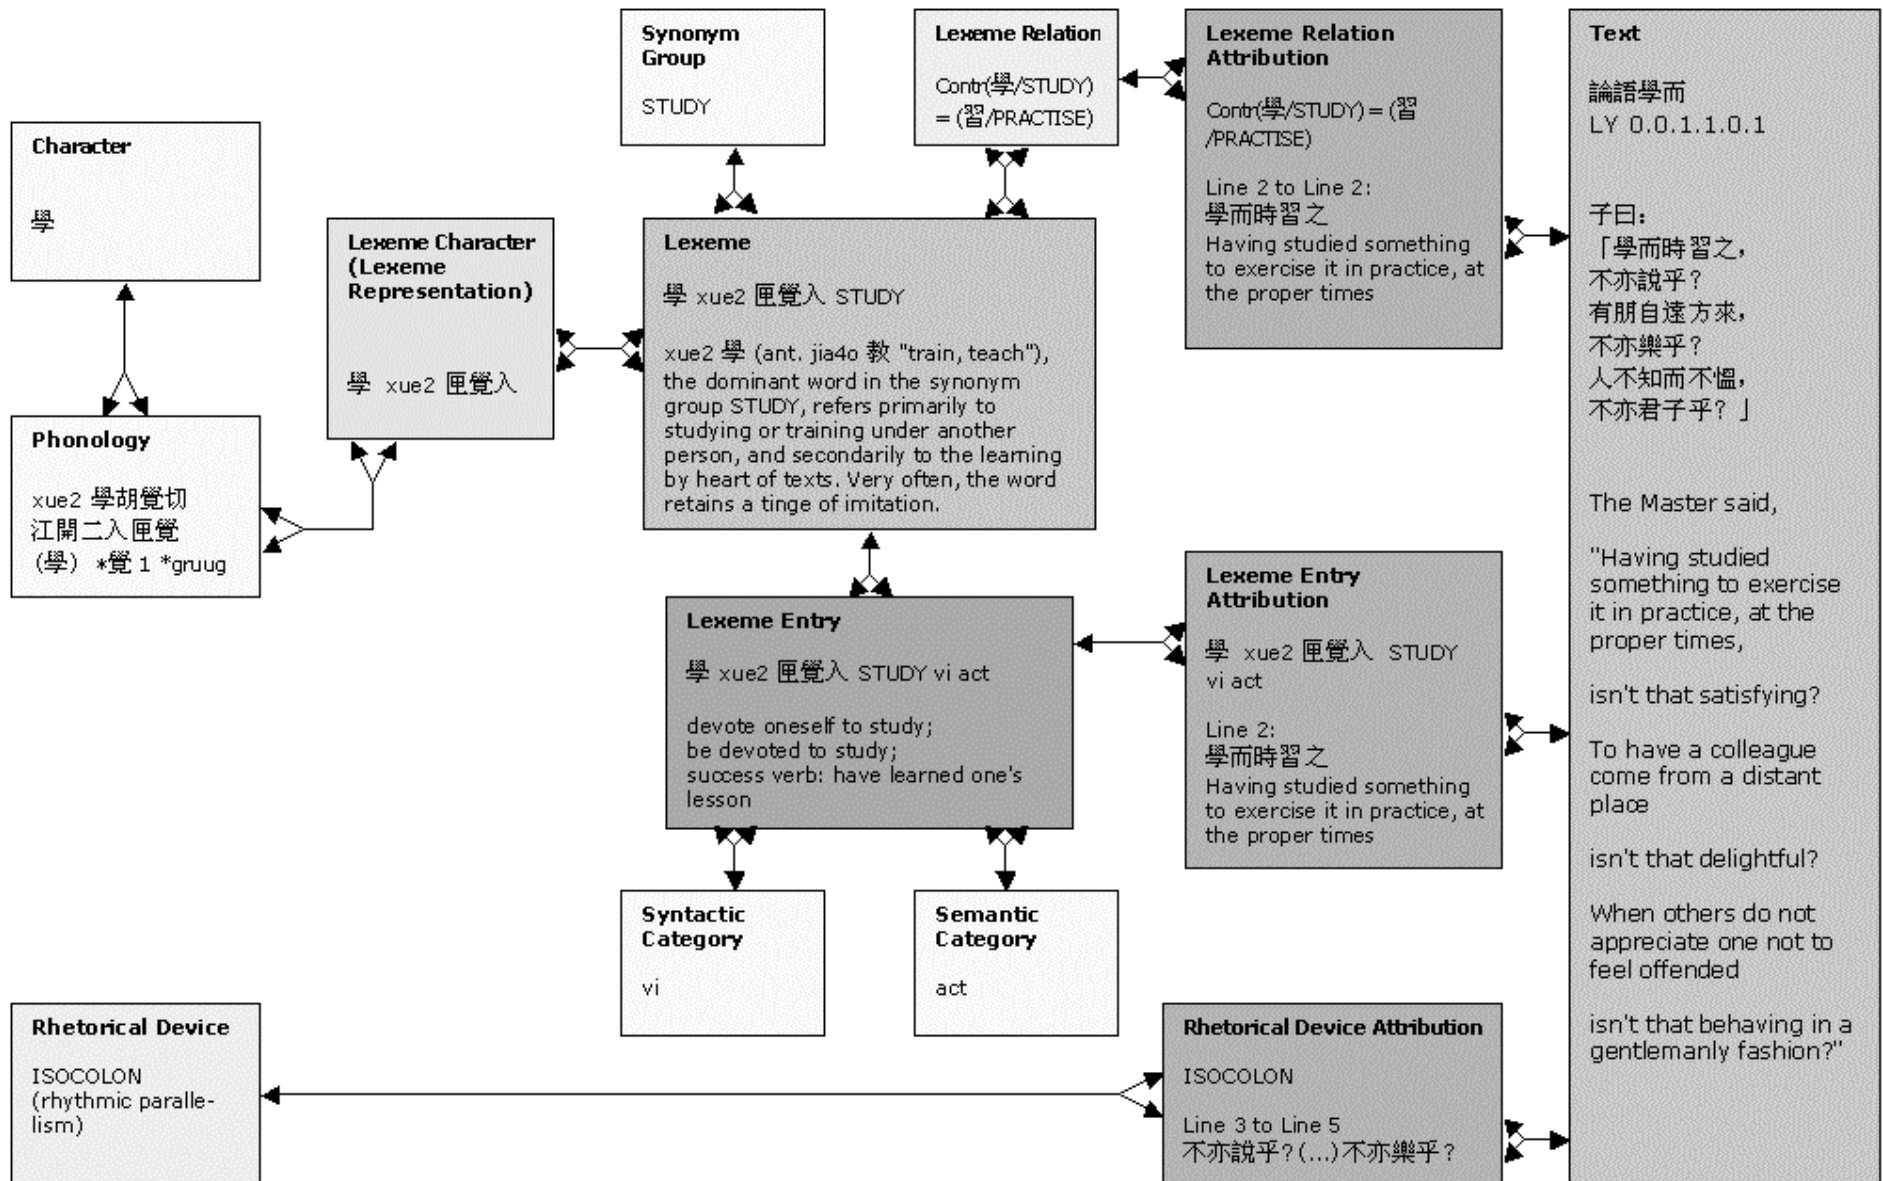 Character
學
Phonology
xue2 學胡覺切
江開二入匣覺
(學) *覺 1 *gruug
Lexeme Character
(Lexeme
Representation)
學 xue2 匣覺入
Synonym
Group
STUDY
Lexeme Relation
Contr(學/STUDY)
= (習/PRACTISE)
Lexeme Relation
Attribution
Contr(學/STUDY) = (習
/PRACTISE)
Line 2 to Line 2:
學而時習之
Having studied something
to exercise it in practice, at
the proper times
Lexeme
學 xue2 匣覺入 STUDY
xue2 學 (ant. jia4o 教 "train, teach"),
the dominant word in the synonym
group STUDY, refers primarily to
studying or training under another
person, and secondarily to the learning
by heart of texts. Very often, the word
retains a tinge of imitation.
Lexeme Entry
學 xue2 匣覺入 STUDY vi act
devote oneself to study;
be devoted to study;
success verb: have learned one's
lesson
Lexeme Entry
Attribution
學 xue2 匣覺入 STUDY
vi act
Line 2:
學而時習之
Having studied something
to exercise it in practice, at
the proper times
Syntactic
Category
vi
Semantic
Category
act
Rhetorical Device
ISOCOLON
(rhythmic paralle-
lism)
Rhetorical Device Attribution
ISOCOLON
Line 3 to Line 5
不亦說乎?(...)不亦樂乎?
Text
論語學而
LY 0.0.1.1.0.1
子曰：
「學而時習之，
不亦說乎?
有朋自遠方來，
不亦樂乎?
人不知而不慍，
不亦君子乎?」
The Master said,
"Having studied
something to exercise
it in practice, at the
proper times,
isn't that satisfying?
To have a colleague
come from a distant
place
isn't that delightful?
When others do not
appreciate one not to
feel offended
isn't that behaving in a
gentlemanly fashion?"